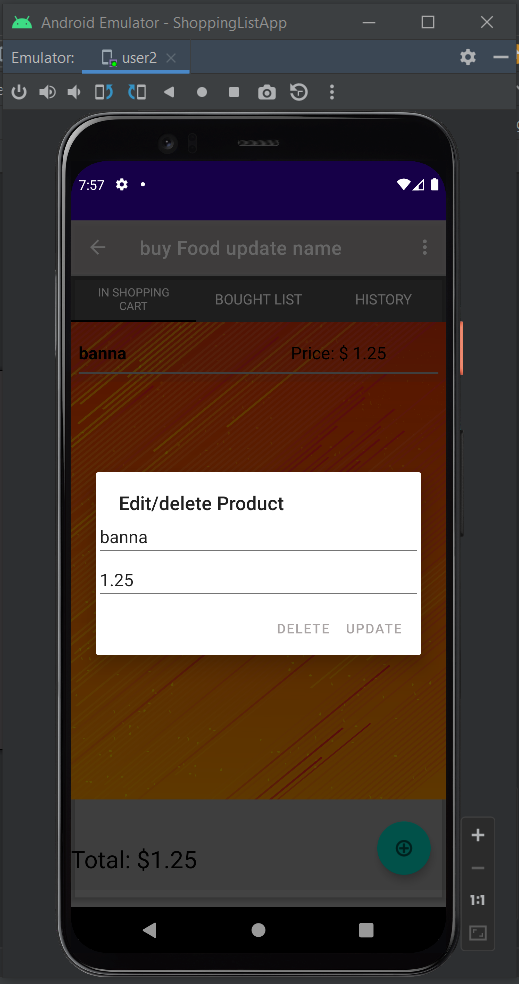 Android Emulator - ShoppingListApp
Emulator:
user2
7:57
buy Food update name
IN SHOPPING
CART
BOUGHT LIST
HISTORY
banna
Price: $ 1.25
Edit/delete Product
banna
1.25
DELETE
UPDATE
Total: $1.25
1:1